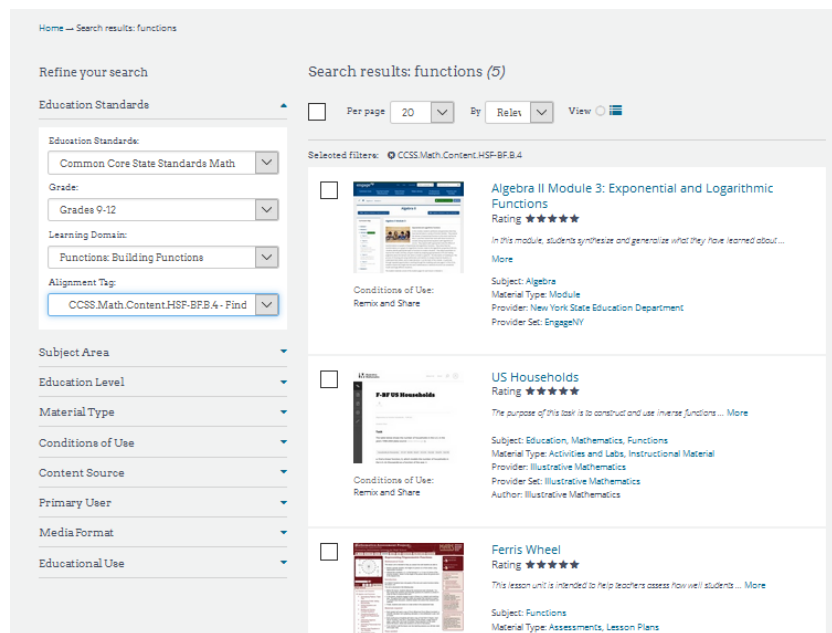 Home → Search results: functions
Refine your search
Education Standards
Education Standards:
Common Core State Standards Math
Grade:
Grades 9-12
Learning Domain:
Functions: Building Functions
Alignment Tag:
CCSS.Math.Content.HSF-BF.B.4 - Find
Subject Area
Education Level
Material Type
Conditions of Use
Content Source
Primary User
Media Format
Educational Use
Search results: functions (5)
Per page 20 By Relev View
Selected filters: CCSS.Math.Content.HSF-BF.B.4
Algebra II Module 3: Exponential and Logarithmic
Functions
Rating ★★★★★
In this module, students synthesize and generalize what they have learned about ...
More
Conditions of Use:
Remix and Share
Subject: Algebra
Material Type: Module
Provider: New York State Education Department
Provider Set: EngageNY
F-BF US Households
US Households
Rating ★★★★★
The purpose of this task is to construct and use inverse functions ... More
Conditions of Use:
Remix and Share
Subject: Education, Mathematics, Functions
Material Type: Activities and Labs, Instructional Material
Provider: Illustrative Mathematics
Provider Set: Illustrative Mathematics
Author: Illustrative Mathematics
Ferris Wheel
Rating ★★★★★
This lesson unit is intended to help teachers assess how well students ... More
Subject: Functions
Material Type: Assessments, Lesson Plans